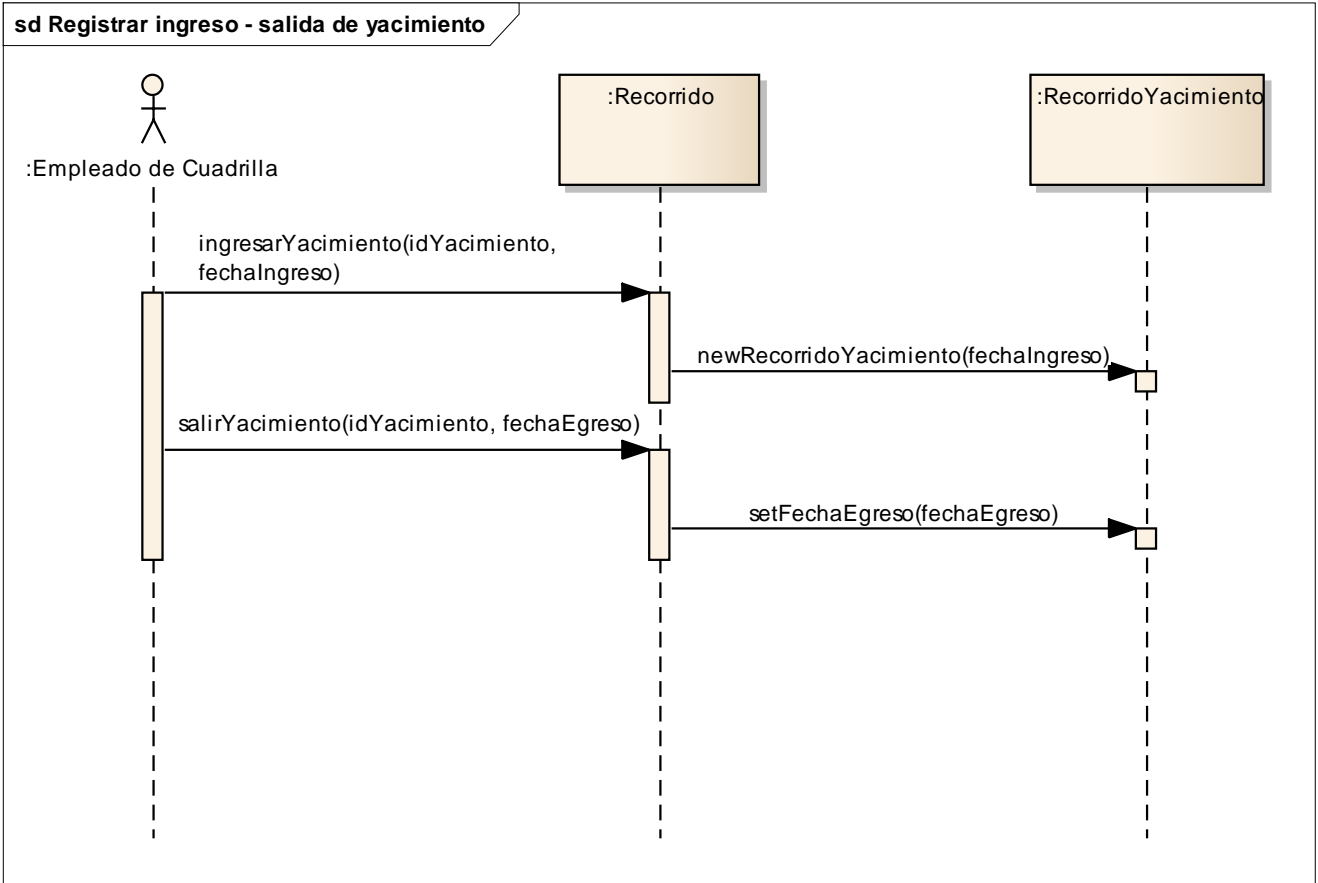 sd Registrar ingreso - salida de yacimiento
:Empleado de Cuadrilla
:Recorrido
:RecorridoYacimiento
ingresarYacimiento(idYacimiento,
fechaIngreso)
newRecorridoYacimiento(fechaIngreso)
salirYacimiento(idYacimiento, fechaEgreso)
setFechaEgreso(fechaEgreso)